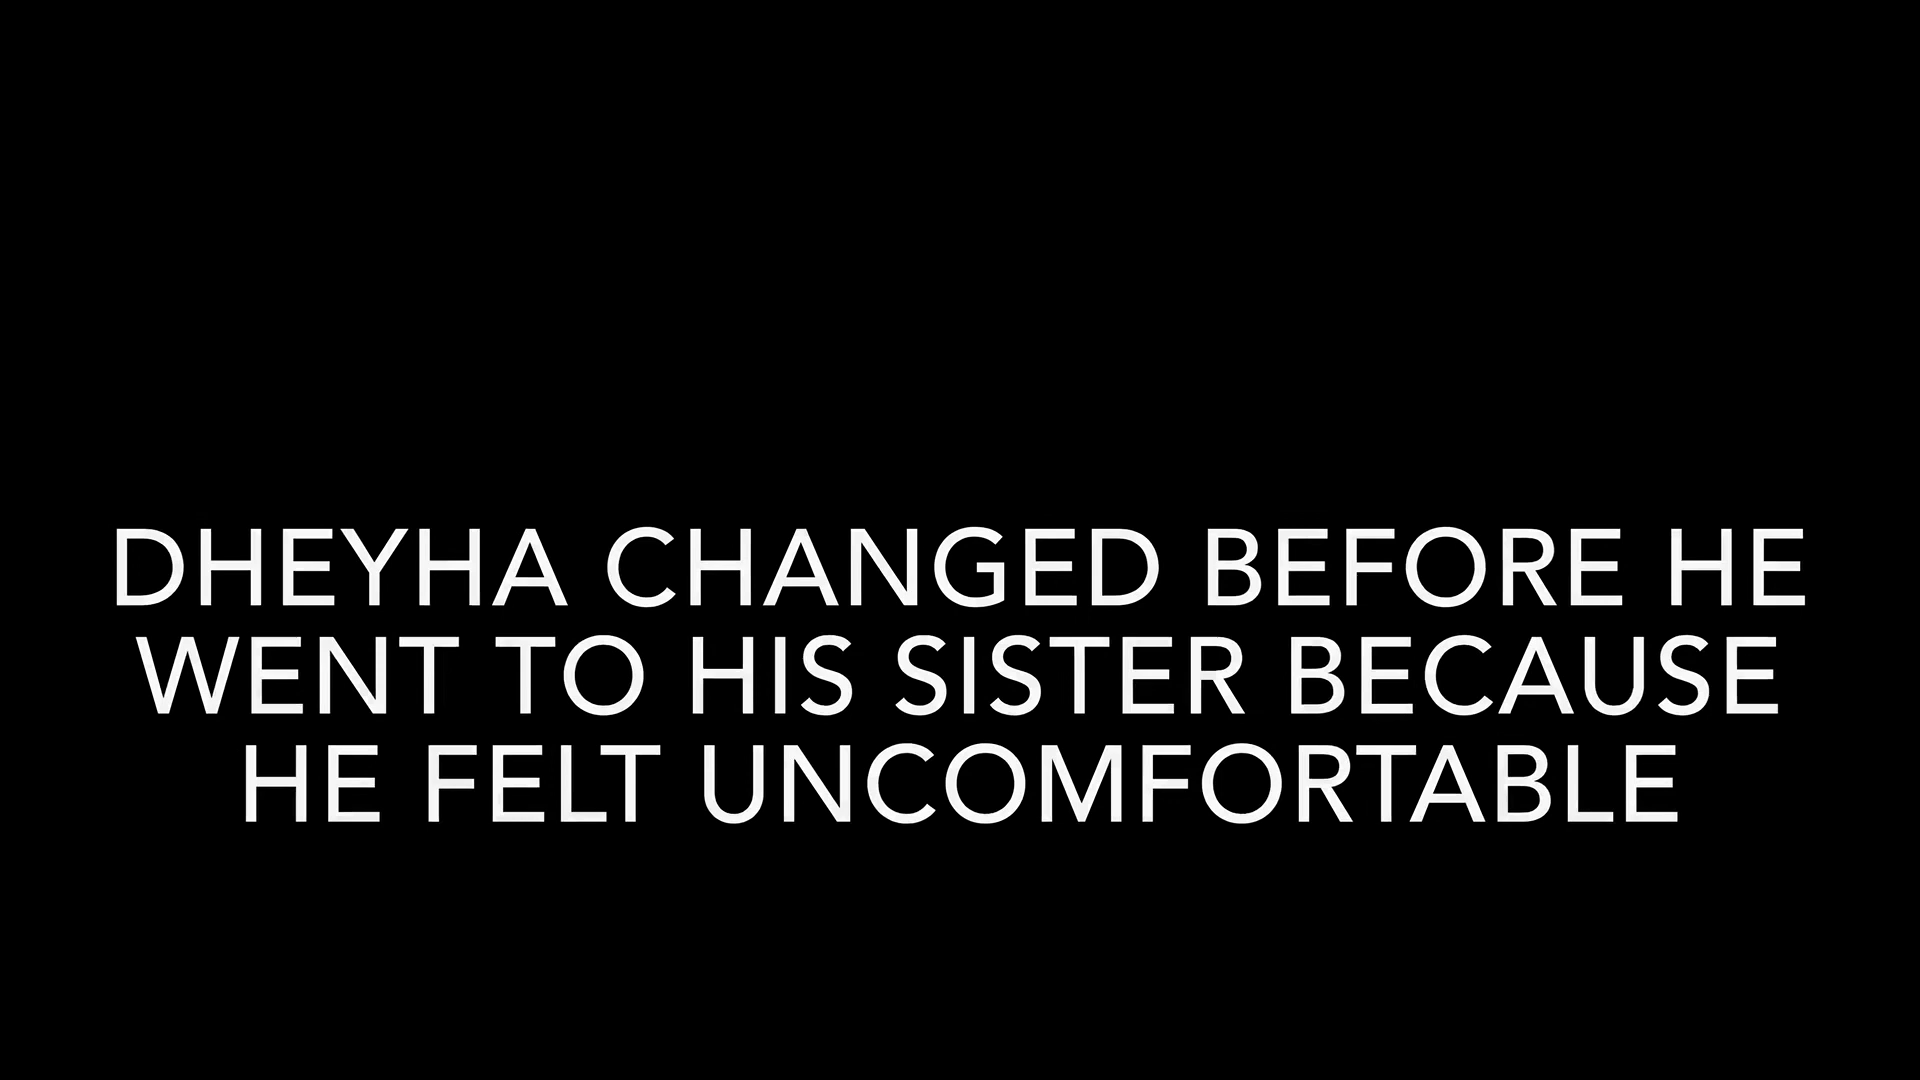 DHEYHA CHANGED BEFORE HE
WENT TO HIS SISTER BECAUSE
HE FELT UNCOMFORTABLE